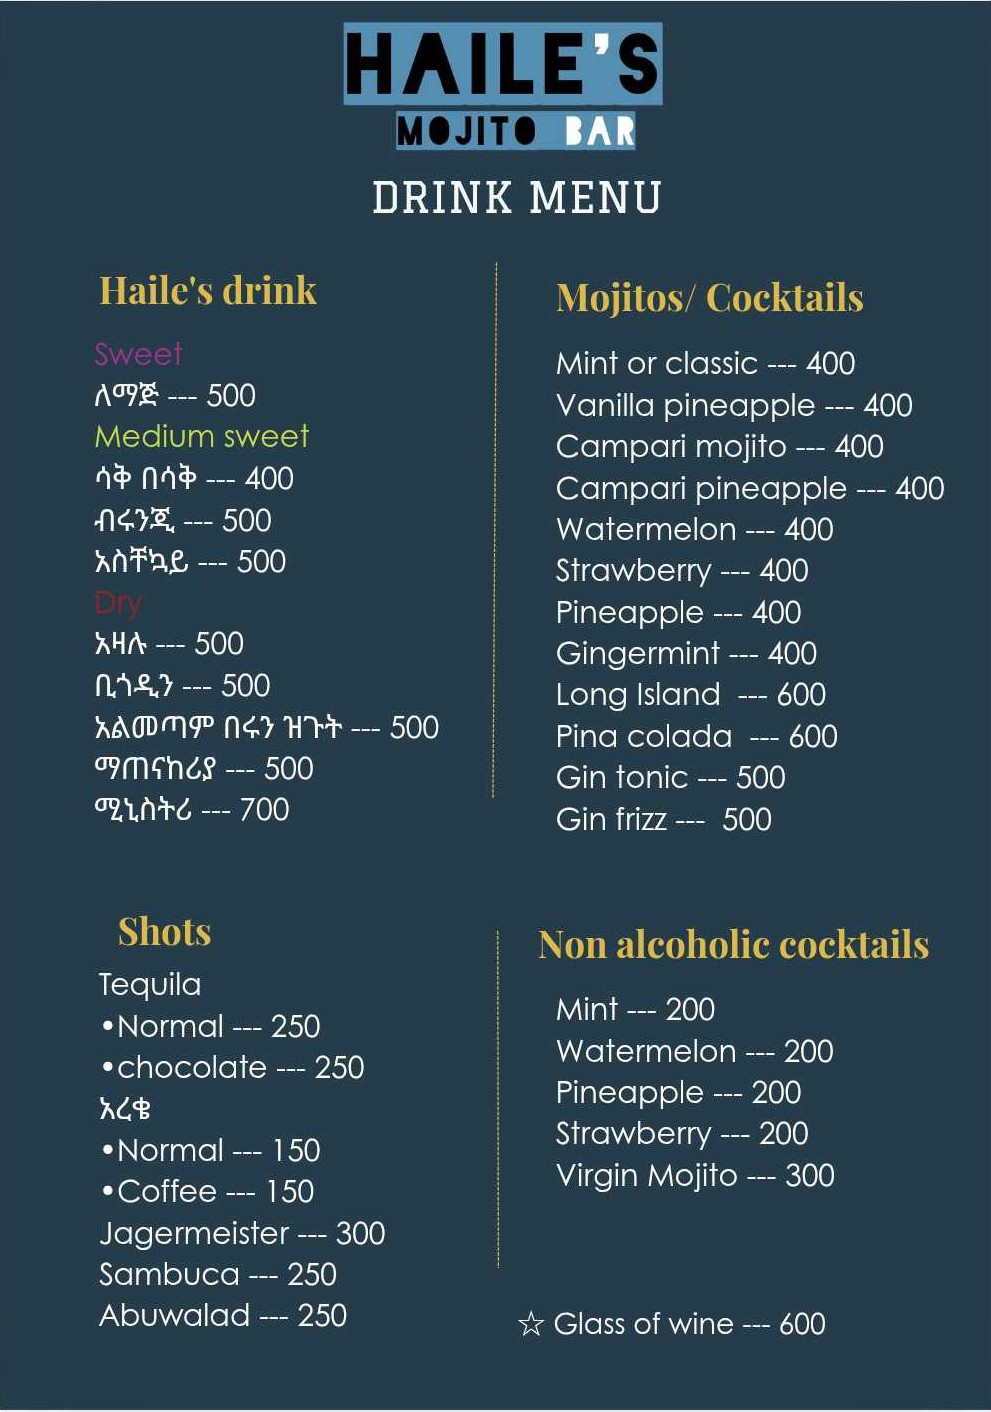 HAILE'S
MOJITO BAR
DRINK MENU
Haile's drink
Sweet
ለማጅ --- 500
Medium sweet
ሳቅ በሳቅ --- 400
ብሩንጂ --- 500
አስቸኳይ --- 500
Dry
አዛሉ --- 500
ቢጎዲን --- 500
አልመጣም በሩን ዝጉት --- 500
ማጠናከሪያ --- 500
ሚኒስትሪ --- 700
Mojitos/ Cocktails
Mint or classic --- 400
Vanilla pineapple --- 400
Campari mojito --- 400
Campari pineapple --- 400
Watermelon --- 400
Strawberry --- 400
Pineapple --- 400
Gingermint --- 400
Long Island --- 600
Pina colada --- 600
Gin tonic --- 500
Gin frizz --- 500
Shots
Tequila
•Normal --- 250
•chocolate --- 250
አረቄ
•Normal --- 150
•Coffee --- 150
Jagermeister --- 300
Sambuca --- 250
Abuwalad --- 250
Non alcoholic cocktails
Mint --- 200
Watermelon --- 200
Pineapple --- 200
Strawberry --- 200
Virgin Mojito --- 300
☆ Glass of wine --- 600